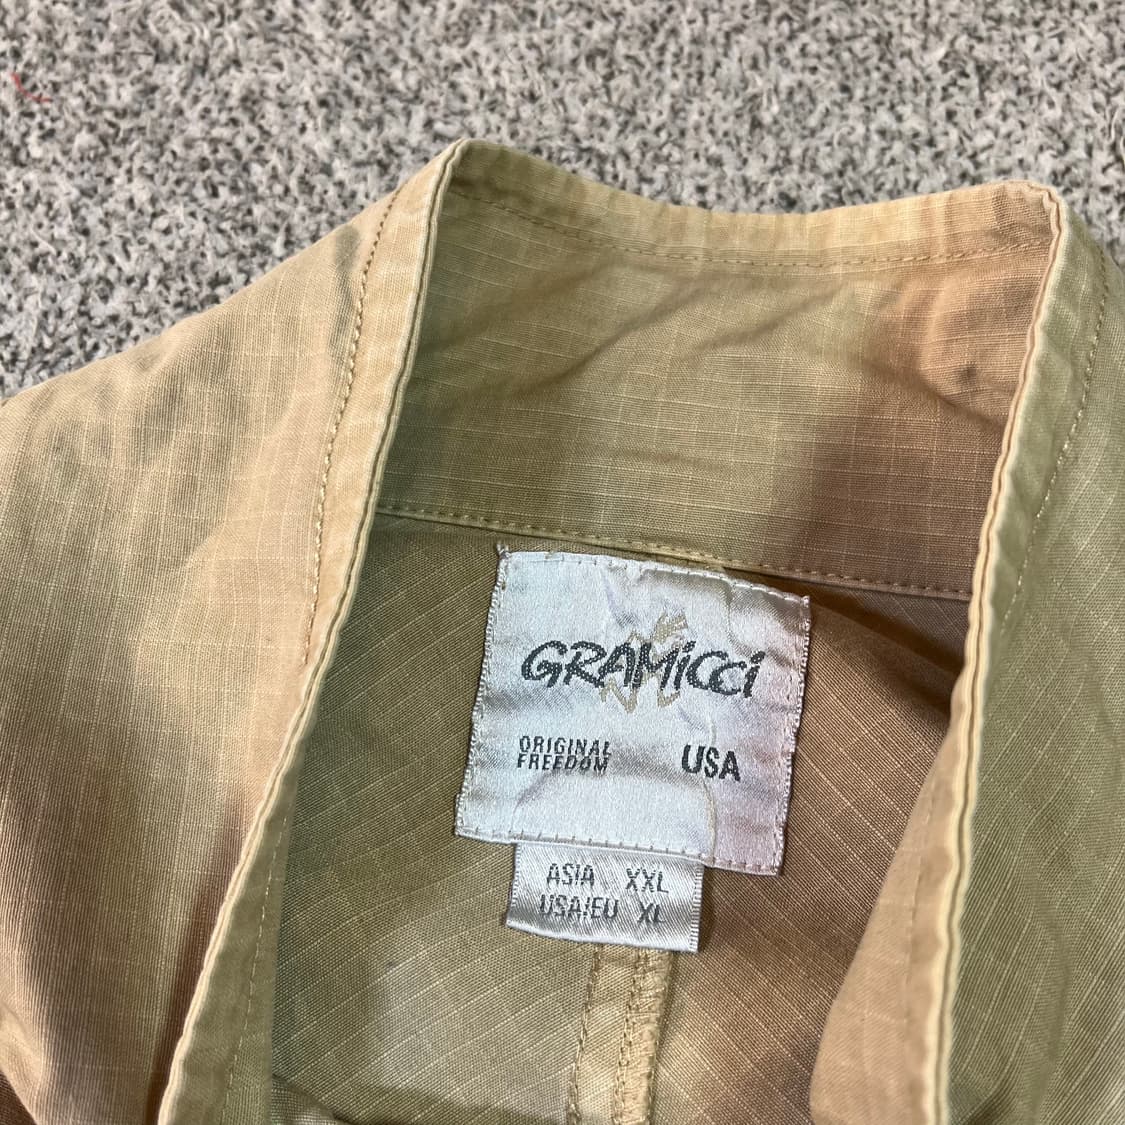 GRAMiCCi
ORIGINAL
FREEDOM USA
ASIA XXL
USA/EU XL